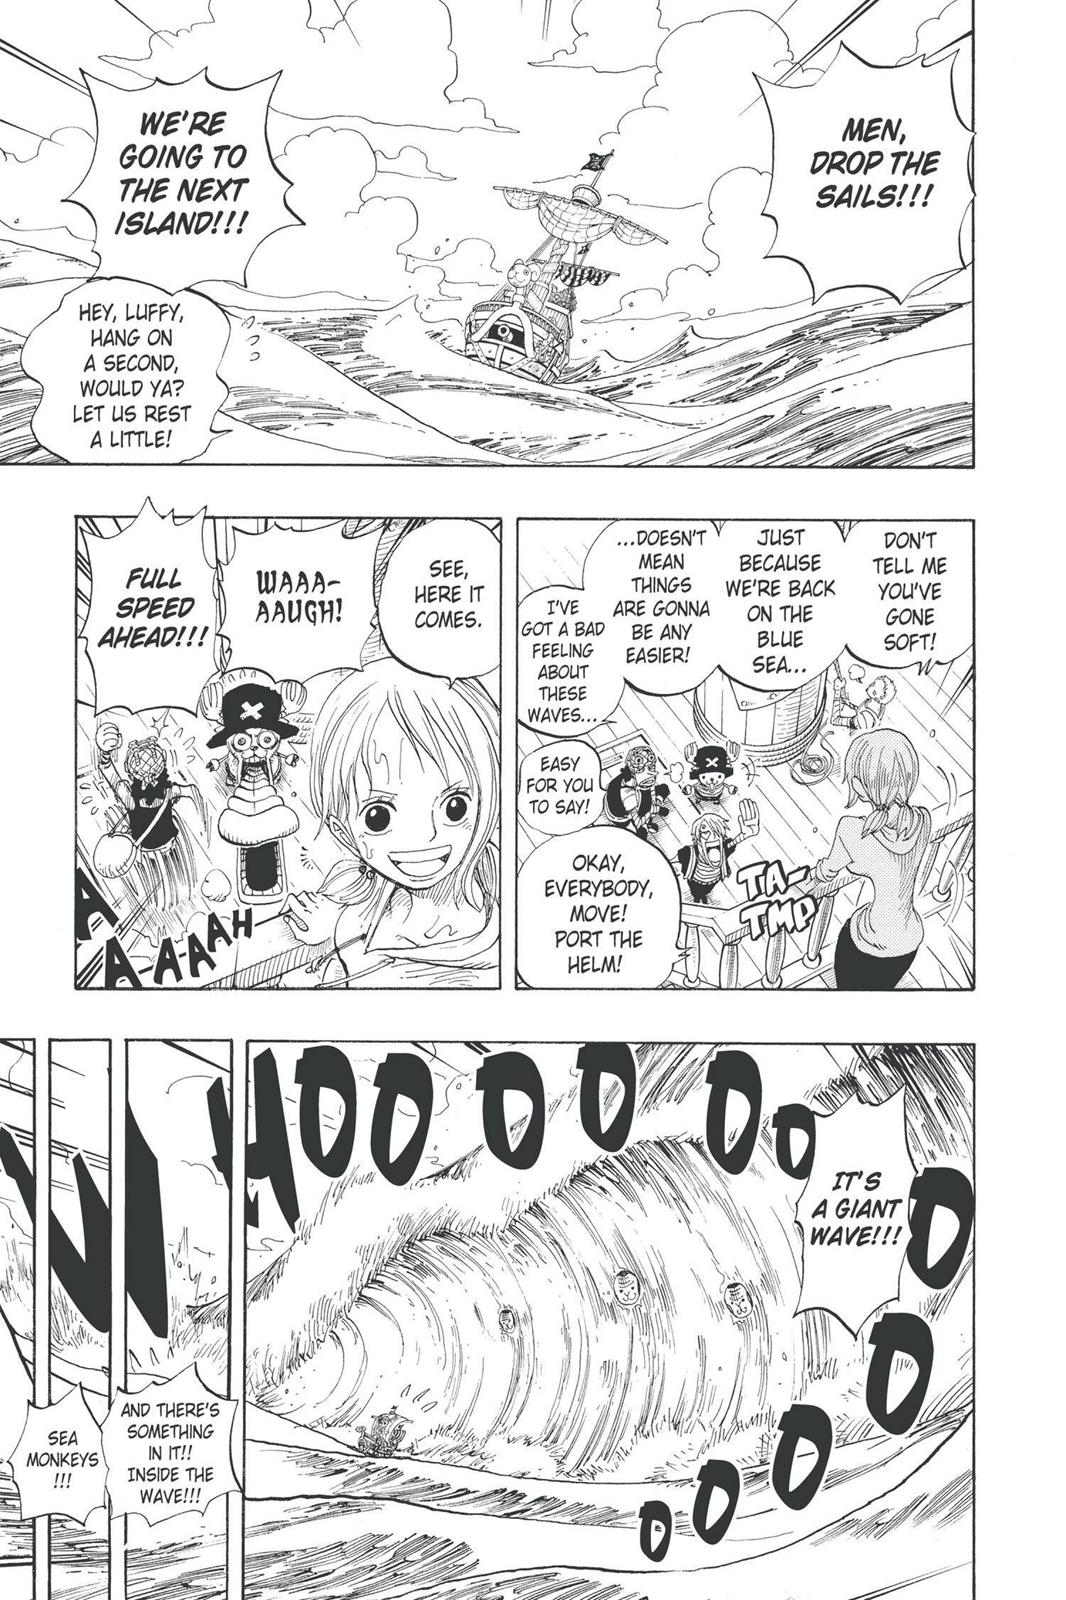 MEN,
DROP THE
SAILS!!!
WE'RE
GOING TO
THE NEXT
ISLAND!!!
HEY, LUFFY,
HANG ON
A SECOND,
WOULD YA?
LET US REST
A LITTLE!
DON'T
TELL ME
YOU'VE
GONE
SOFT!
JUST
BECAUSE
WE'RE BACK
ON THE
BLUE
SEA...
...DOESN'T
MEAN
THINGS
ARE GONNA
BE ANY
EASIER!
I'VE
GOT A BAD
FEELING
ABOUT
THESE
WAVES...
EASY
FOR YOU
TO SAY!
OKAY,
EVERYBODY,
MOVE!
PORT THE
HELM!
TA-
TMP
SEE,
HERE IT
COMES.
WAAA-
AAUGH!
FULL
SPEED
AHEAD!!!
A
A-A-A-AAH
IT'S
A GIANT
WAVE!!!
WHOOOOOOOOOOOO
AND THERE'S
SOMETHING
IN IT!!
INSIDE THE
WAVE!!!
SEA
MONKEYS
!!!